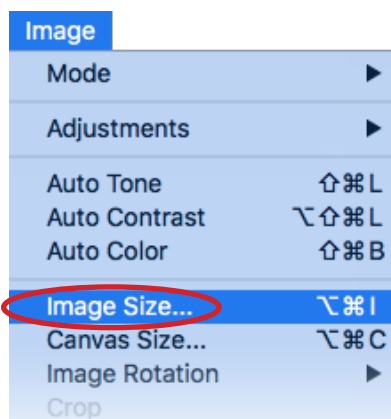 Image
Mode ▶
Adjustments ▶
Auto Tone ⇧⌘L
Auto Contrast ⌥⇧⌘L
Auto Color ⇧⌘B
Image Size... ⌥⌘I
Canvas Size... ⌥⌘C
Image Rotation ▶
Crop